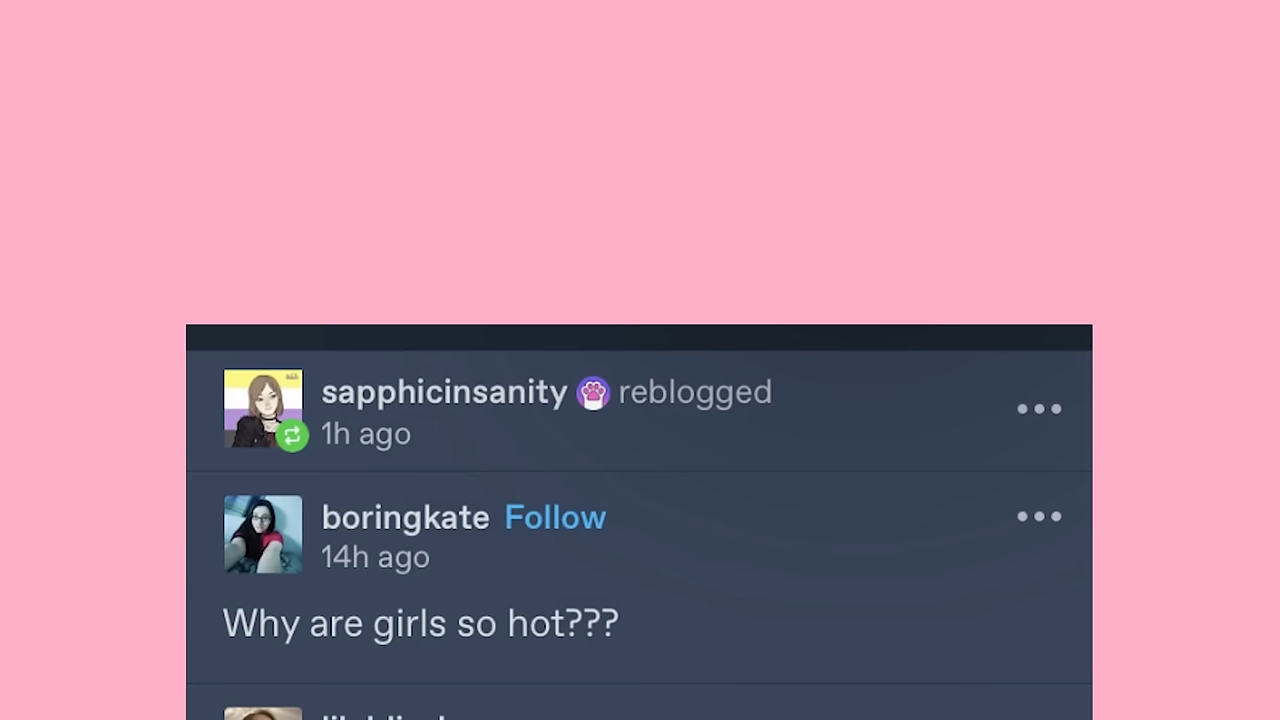 sapphicinsanity reblogged
1h ago
boringkate Follow
14h ago
Why are girls so hot???